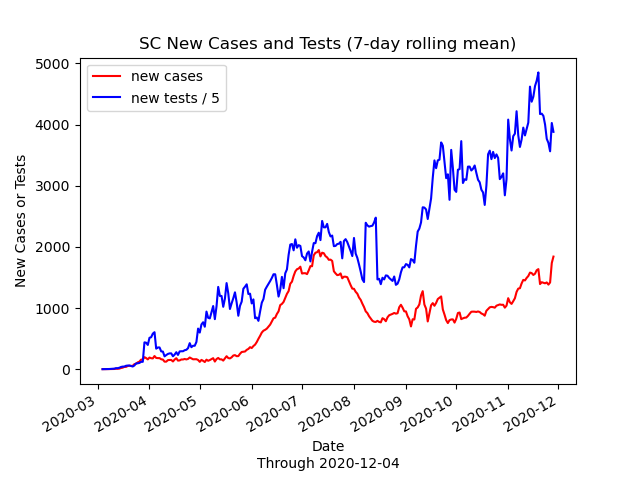 SC New Cases and Tests (7-day rolling mean)
new cases
new tests / 5
New Cases or Tests
5000
4000
3000
2000
1000
0
2020-03
2020-04
2020-05
2020-06
2020-07
2020-08
2020-09
2020-10
2020-11
2020-12
Date
Through 2020-12-04